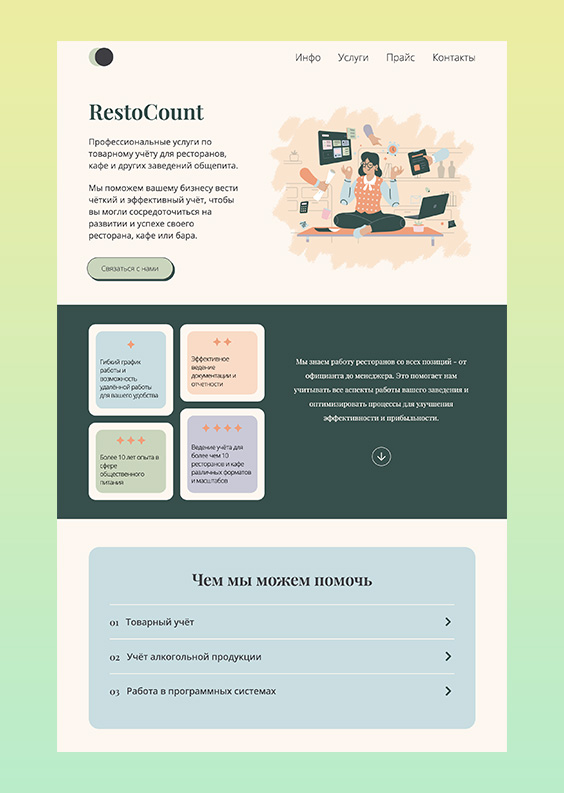 Инфо
Услуги
Прайс
Контакты
RestoCount
Профессиональные услуги по
товарному учёту для ресторанов,
кафе и других заведений общепита.
Мы поможем вашему бизнесу вести
чёткий и эффективный учёт, чтобы
вы могли сосредоточиться на
развитии и успехе своего
ресторана, кафе или бара.
Связаться с нами
Гибкий график
работы и
возможность
удалённой работы
для вашего удобства
Эффективное
ведение
документации и
отчетности
Более 10 лет опыта в
сфере
общественного
питания
Ведение учёта для
более чем 10
ресторанов и кафе
различных форматов
и масштабов
Мы знаем работу ресторанов со всех позиций - от
официанта до менеджера. Это помогает нам
учитывать все аспекты работы вашего заведения и
оптимизировать процессы для улучшения
эффективности и прибыльности.
Чем мы можем помочь
01 Товарный учёт
02 Учёт алкогольной продукции
03 Работа в программных системах